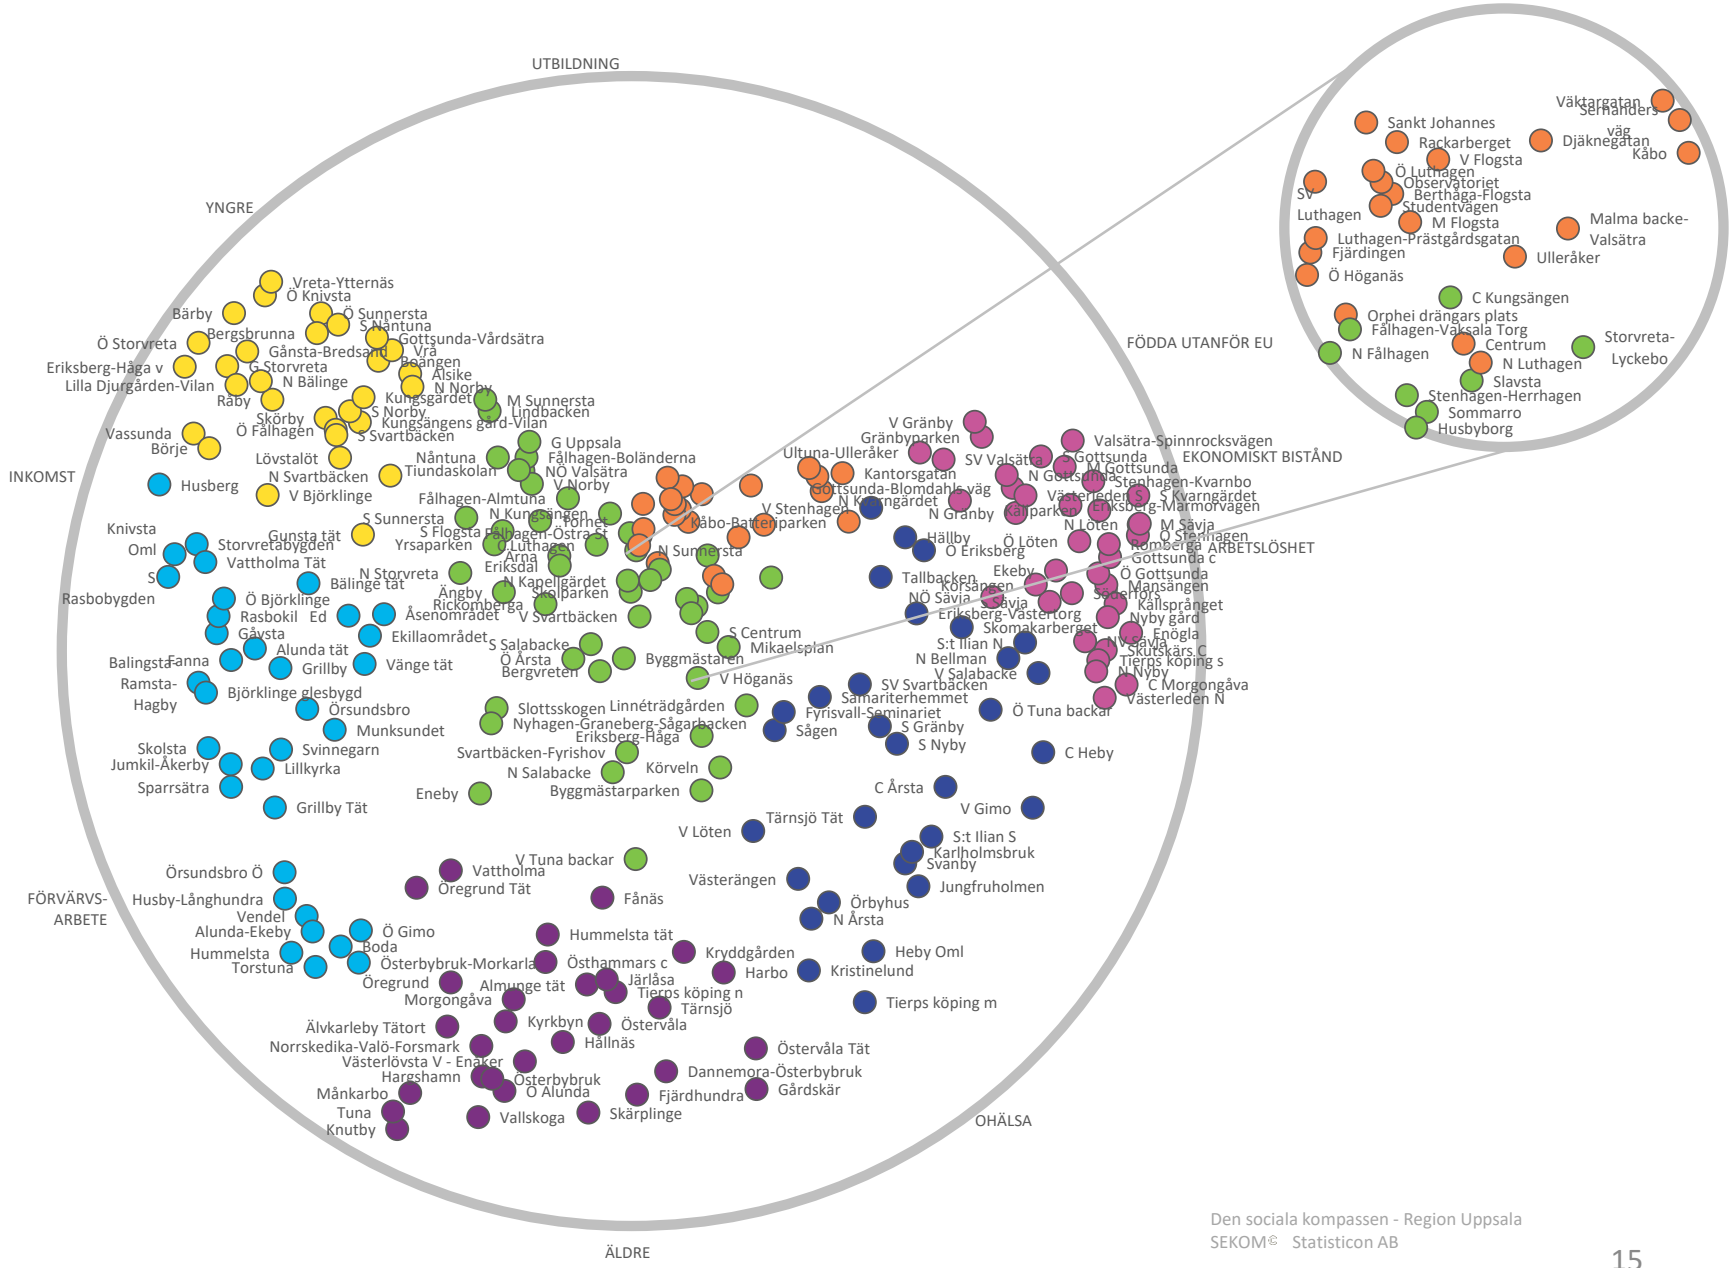 UTBILDNING
YNGRE
INKOMST
FÖRVÄRVS-
ARBETE
ÄLDRE
OHÄLSA
ARBETSLÖSHET
EKONOMISKT BISTÅND
FÖDDA UTANFÖR EU
Väktargatan
Sernanders
väg
Sankt Johannes
Rackarberget
Djäknegatan
Kåbo
V Flogsta
Ö Luthagen
Observatoriet
Berthåga-Flogsta
SV
Luthagen
Studentvägen
M Flogsta
Malma backe-
Valsätra
Luthagen-Prästgårdsgatan
Fjärdingen
Ulleråker
Ö Höganäs
C Kungsängen
Orphei drängars plats
Fålhagen-Vaksala Torg
Centrum
Storvreta-
Lyckebo
N Fålhagen
N Luthagen
Slavsta
Stenhagen-Herrhagen
Sommarro
Husbyborg
Vreta-Ytternäs
Ö Knivsta
Bärby
Ö Sunnersta
S Nåntuna
Bergsbrunna
Gottsunda-Vårdsätra
Ö Storvreta
Gånsta-Bredsand
Vrå
Eriksberg-Håga v
G Storvreta
Boängen
Alsike
Lilla Djurgården-Vilan
N Bälinge
N Norby
Råby
Kungsgärdet
Skörby
S Norby
Ö Fålhagen
Kungsängens gård-Vilan
Vassunda
S Svartbäcken
Börje
Lövstalöt
N Svartbäcken
Tiundaskolan
V Björklinge
Gunsta tät
M Sunnersta
Lindbacken
G Uppsala
Nåntuna
Fålhagen-Boländerna
NÖ Valsätra
V Norby
Fålhagen-Almtuna
S Sunnersta
N Kungsängen
Tornet
S Flogsta
Fålhagen-Östra St
Yrsaparken
C Luthagen
Ärna
Eriksdal
N Storvreta
N Kapellgärdet
Ängby
Skolparken
Rickomberga
V Svartbäcken
N Sunnersta
S Salabacke
Ö Årsta
Bergvreten
Byggmästaren
S Centrum
Mikaelsplan
V Höganäs
Slottsskogen
Linnéträdgården
Nyhagen-Graneberg-Sågarbacken
Eriksberg-Håga
Svartbäcken-Fyrishov
N Salabacke
Körveln
Eneby
Byggmästarparken
V Tuna backar
Ultuna-Ulleråker
Kantorsgatan
V Stenhagen
Kåbo-Batteriparken
V Gränby
Gränbyparken
SV Valsätra
Valsätra-Spinnrocksvägen
S Gottsunda
M Gottsunda
N Gottsunda
Stenhagen-Kvarnbo
Gottsunda-Blomdahls väg
Västerleden S
S Kvarngärdet
N Kvarngärdet
N Gränby
Källparken
Eriksberg-Marmorvägen
N Löten
M Sävja
Ö Stenhagen
Ö Löten
Romberga
Gottsunda c
Ekeby
Ö Gottsunda
Korsängen
Mansängen
S Sävja
Söderfors
Källsprånget
Nyby gård
Enögla
NV Sävja
Skutskärs C
Tierps köping s
N Nyby
C Morgongåva
Västerleden N
Hällby
Ö Eriksberg
Tallbacken
NÖ Sävja
Eriksberg-Västertorg
Skomakarberget
S:t Ilian N
N Bellman
V Salabacke
SV Svartbäcken
Samariterhemmet
Fyrisvall-Seminariet
Ö Tuna backar
Sågen
S Gränby
S Nyby
C Heby
C Årsta
V Gimo
Tärnsjö Tät
V Löten
S:t Ilian S
Karlholmsbruk
Svanby
Västerängen
Jungfruholmen
Örbyhus
N Årsta
Heby Oml
Kristinelund
Tierps köping m
Husberg
Knivsta
Oml
Storvretabygden
Vattholma Tät
S
Rasbobygden
Bälinge tät
Ö Björklinge
Rasbokil
Ed
Åsenområdet
Gåvsta
Ekillaområdet
Alunda tät
Balingsta
Fanna
Grillby
Vänge tät
Ramsta-
Hagby
Björklinge glesbygd
Örsundsbro
Munksundet
Skolsta
Svinnegarn
Jumkil-Åkerby
Lillkyrka
Sparrsätra
Grillby Tät
Örsundsbro Ö
Husby-Långhundra
Vendel
Alunda-Ekeby
Ö Gimo
Hummelsta
Boda
Torstuna
Österbybruk-Morkarla
Vattholma
Öregrund Tät
Fånäs
Hummelsta tät
Kryddgården
Östhammars c
Harbo
Öregrund
Almunge tät
Järlåsa
Tierps köping n
Morgongåva
Tärnsjö
Älvkarleby Tätort
Kyrkbyn
Östervåla
Norrskedika-Valö-Forsmark
Hållnäs
Östervåla Tät
Västerlövsta V - Enåker
Hargshamn
Österbybruk
Dannemora-Österbybruk
Månkarbo
Ö Alunda
Fjärdhundra
Gårdskär
Tuna
Vallskoga
Skärplinge
Knutby
Den sociala kompassen - Region Uppsala
SEKOM© Statisticon AB
15